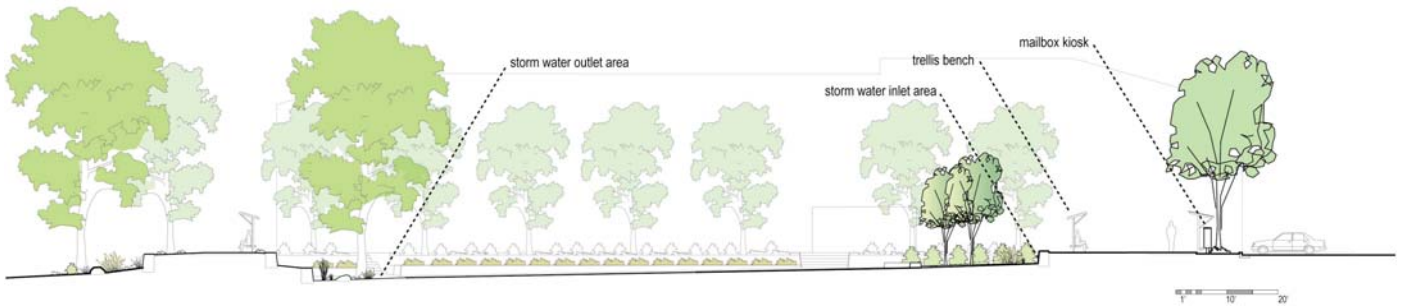 mailbox kiosk
trellis bench
storm water outlet area
storm water inlet area
1' 10' 20'